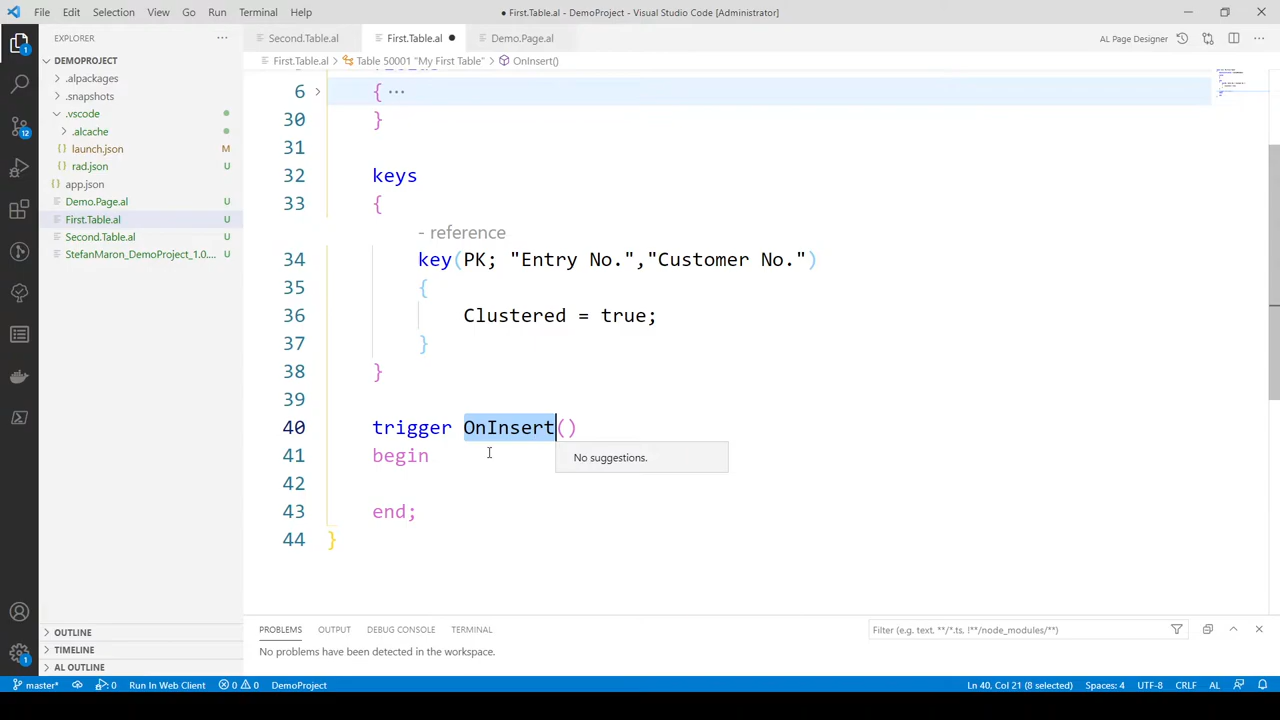 File Edit Selection View Go Run Terminal Help
● First.Table.al - DemoProject - Visual Studio Code [Administrator]
EXPLORER
Second.Table.al
First.Table.al ●
Demo.Page.al
AL Page Designer
DEMOPROJECT
First.Table.al > Table 50001 "My First Table" > OnInsert()
.alpackages
.snapshots
.vscode
.alcache
launch.json M
rad.json U
app.json
Demo.Page.al U
First.Table.al U
Second.Table.al U
StefanMaron_DemoProject_1.0.... U
6 { ···
30 }
31
32 keys
33 {
- reference
34 key(PK; "Entry No.","Customer No.")
35 {
36 Clustered = true;
37 }
38 }
39
40 trigger OnInsert()
No suggestions.
41 begin
42
43 end;
44 }
OUTLINE
TIMELINE
AL OUTLINE
PROBLEMS OUTPUT DEBUG CONSOLE TERMINAL
Filter (e.g. text, **/*.ts, !**/node_modules/**)
No problems have been detected in the workspace.
1
12
1
master* 0 Run In Web Client 0 0 DemoProject
Ln 40, Col 21 (8 selected) Spaces: 4 UTF-8 CRLF AL